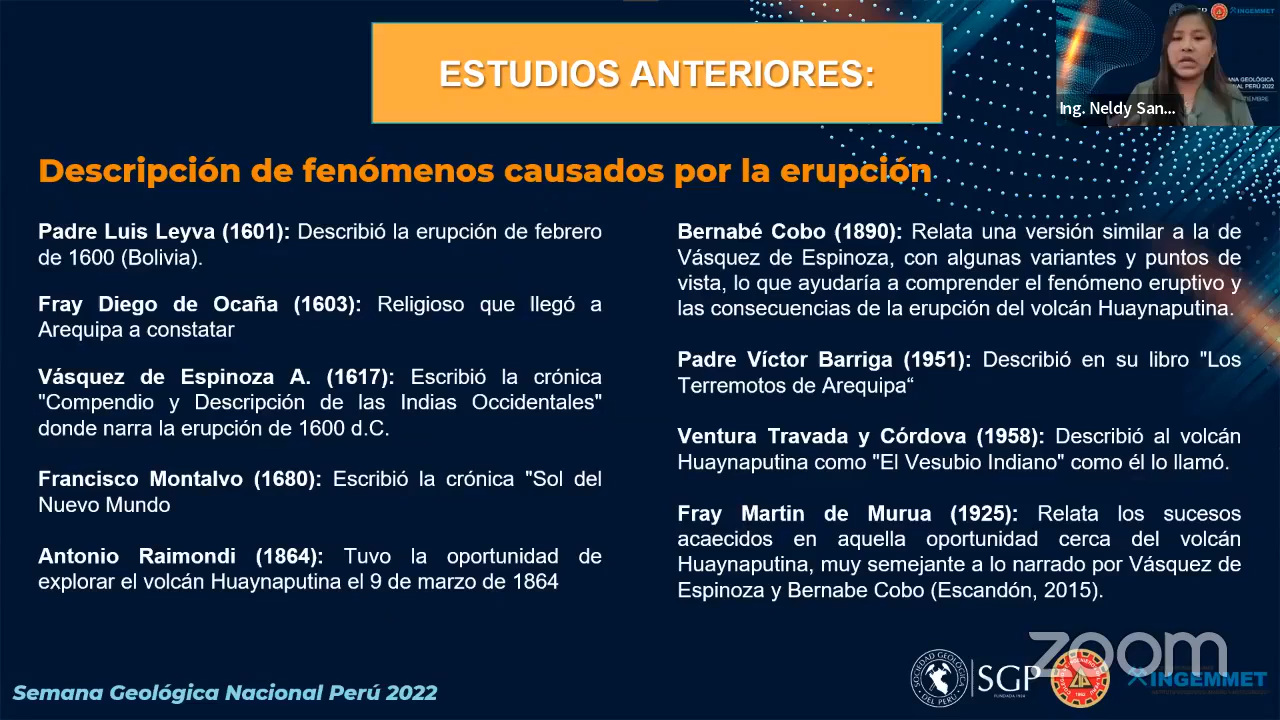 ESTUDIOS ANTERIORES:
INGEMMET
Ing. Neldy San...
Descripción de fenómenos causados por la erupción
Padre Luis Leyva (1601): Describió la erupción de febrero
de 1600 (Bolivia).
Fray Diego de Ocaña (1603): Religioso que llegó a
Arequipa a constatar
Vásquez de Espinoza A. (1617): Escribió la crónica
"Compendio y Descripción de las Indias Occidentales"
donde narra la erupción de 1600 d.C.
Francisco Montalvo (1680): Escribió la crónica "Sol del
Nuevo Mundo
Antonio Raimondi (1864): Tuvo la oportunidad de
explorar el volcán Huaynaputina el 9 de marzo de 1864
Bernabé Cobo (1890): Relata una versión similar a la de
Vásquez de Espinoza, con algunas variantes y puntos de
vista, lo que ayudaría a comprender el fenómeno eruptivo y
las consecuencias de la erupción del volcán Huaynaputina.
Padre Víctor Barriga (1951): Describió en su libro "Los
Terremotos de Arequipa“
Ventura Travada y Córdova (1958): Describió al volcán
Huaynaputina como "El Vesubio Indiano" como él lo llamó.
Fray Martin de Murua (1925): Relata los sucesos
acaecidos en aquella oportunidad cerca del volcán
Huaynaputina, muy semejante a lo narrado por Vásquez de
Espinoza y Bernabe Cobo (Escandón, 2015).
Semana Geológica Nacional Perú 2022
SOCIEDAD GEOLÓGICA DEL PERÚ
SGP
FUNDADA 1924
zoom
INGEMMET